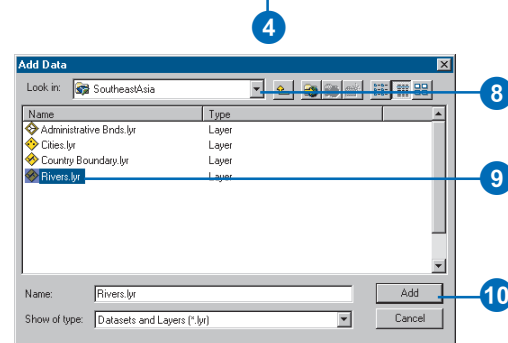 4
Add Data
Look in: SoutheastAsia
8
Name Type
Administrative Bnds.lyr Layer
Cities.lyr Layer
Country Boundary.lyr Layer
Rivers.lyr Layer
9
Name: Rivers.lyr Add
10
Show of type: Datasets and Layers (*.lyr) Cancel